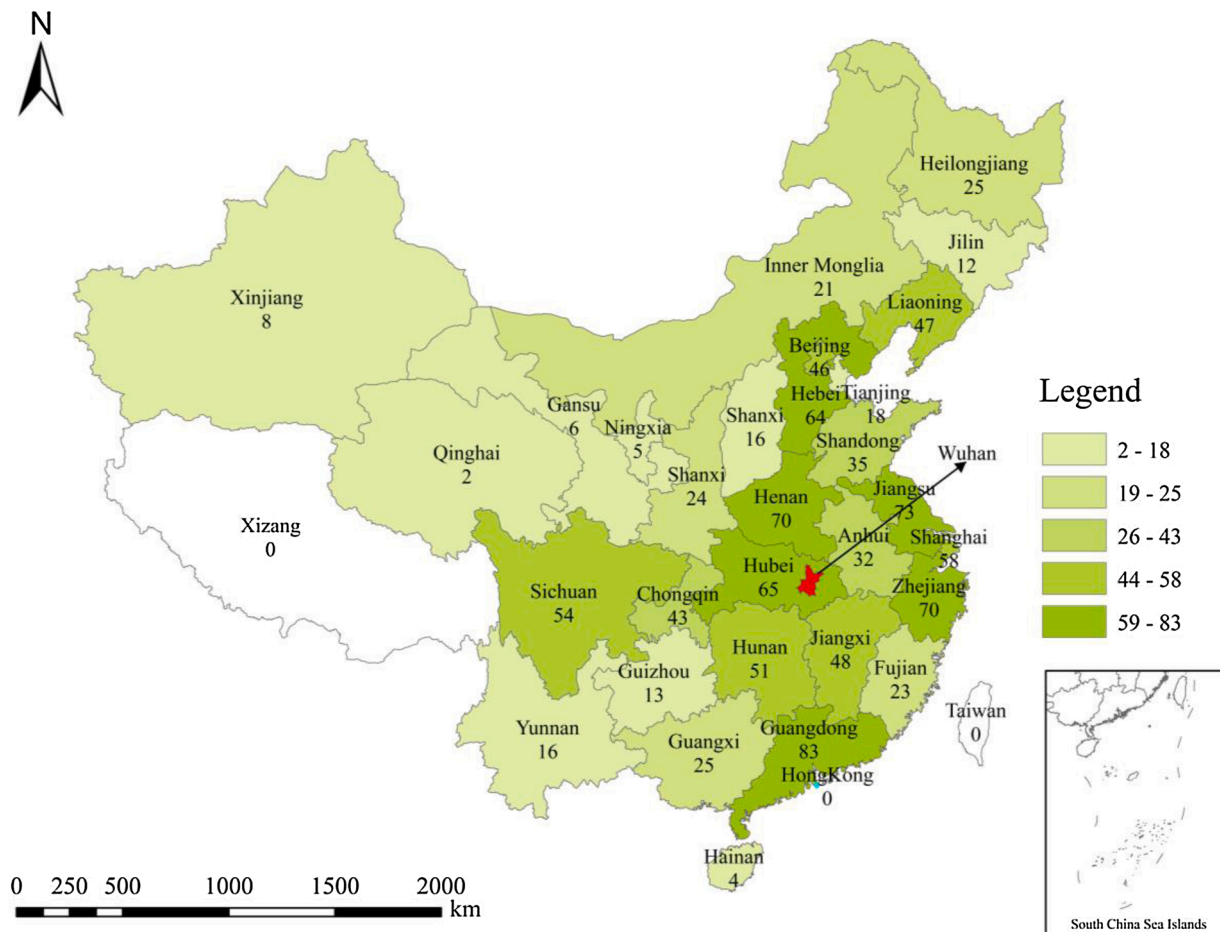 N
Heilongjiang
25
Jilin
12
Inner Monglia
21
Liaoning
47
Xinjiang
8
Beijing
46
Hebei
64
Tianjing
18
Gansu
6
Ningxia
5
Shanxi
16
Shandong
35
Qinghai
2
Shanxi
24
Wuhan
Henan
70
Jiangsu
73
Xizang
0
Anhui
32
Shanghai
58
Hubei
65
Sichuan
54
Chongqin
43
Zhejiang
70
Hunan
51
Jiangxi
48
Guizhou
13
Fujian
23
Yunnan
16
Guangxi
25
Guangdong
83
Taiwan
0
HongKong
0
Hainan
4
Legend
2 - 18
19 - 25
26 - 43
44 - 58
59 - 83
0 250 500 1000 1500 2000
km
South China Sea Islands